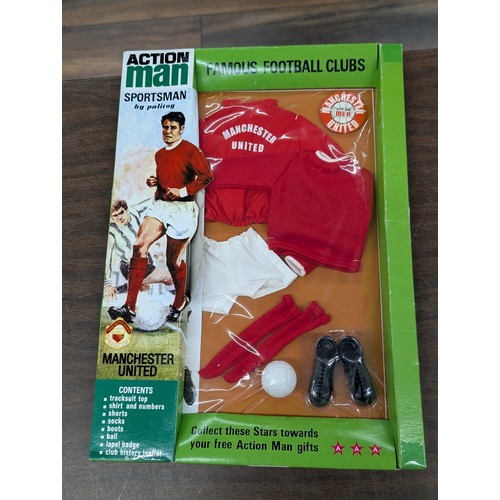 ACTION
man
SPORTSMAN
by palitoy
FAMOUS FOOTBALL CLUBS
MANCHESTER
UNITED
MANCHESTER
UNITED
MANCHESTER
UNITED
CONTENTS
tracksuit top
shirt and numbers
shorts
socks
boots
ball
lapel badge
club history leaflet
Collect these Stars towards
your free Action Man gifts